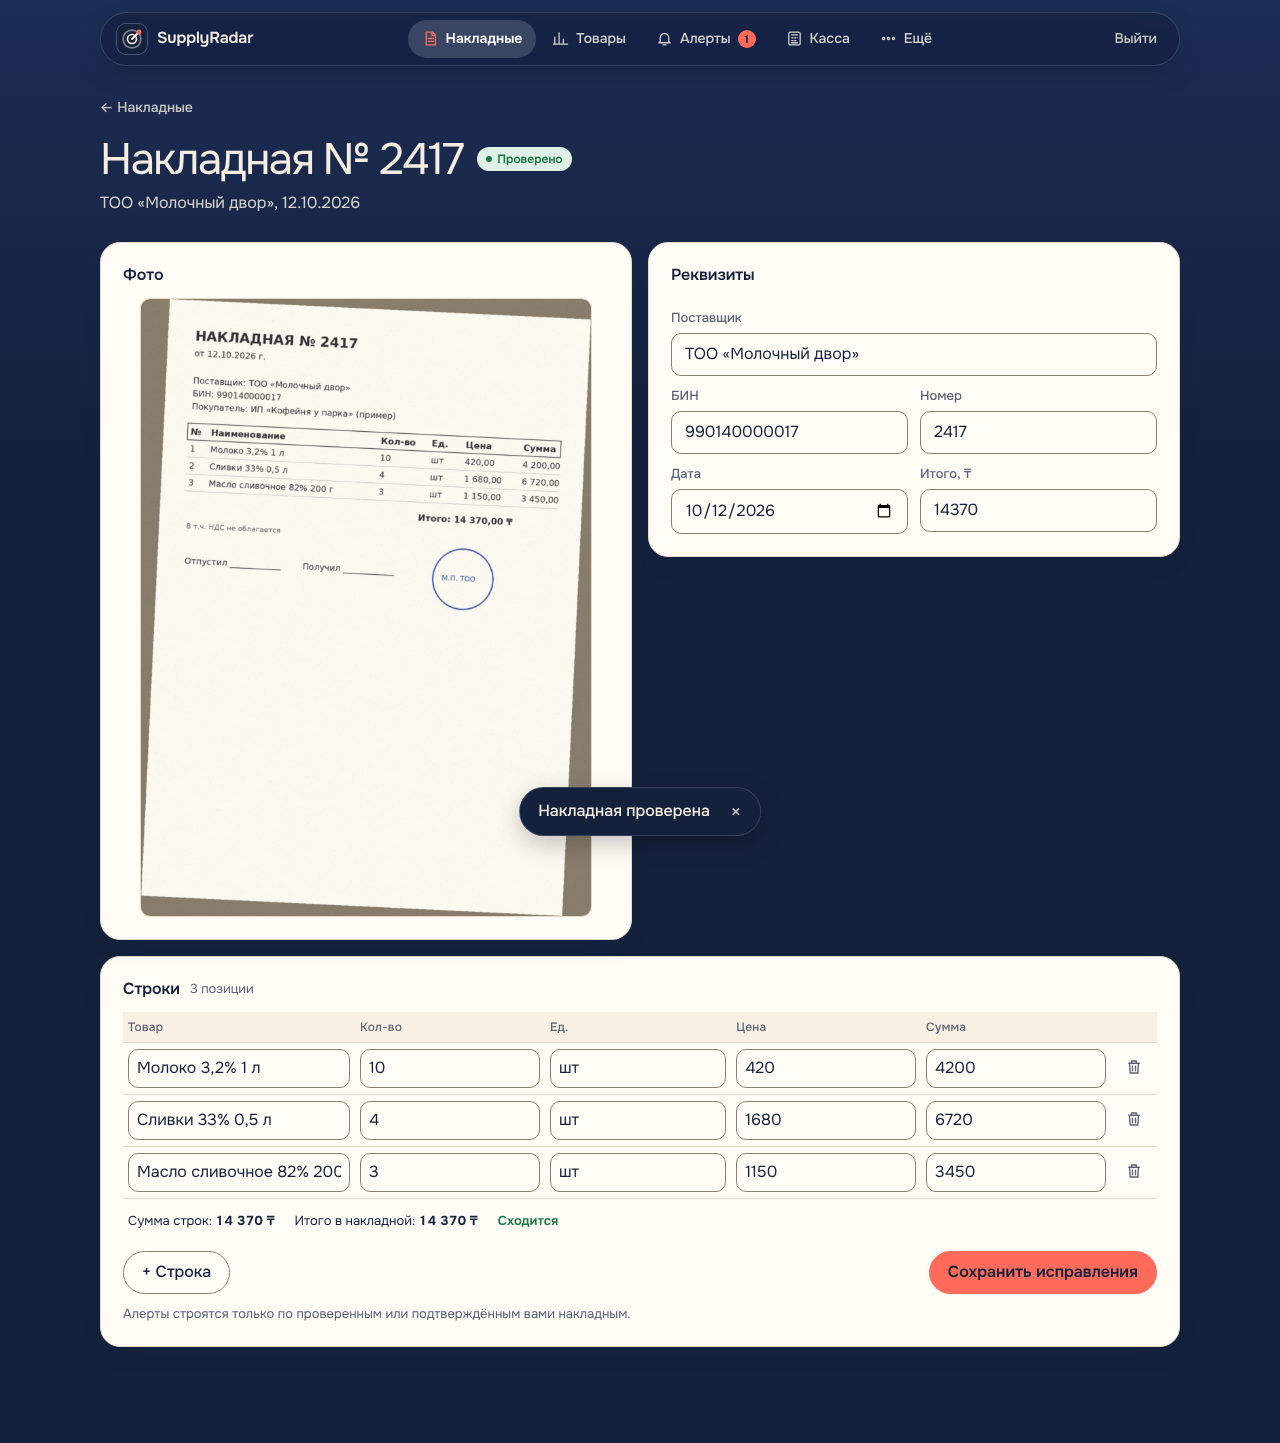 SupplyRadar
Накладные
Товары
Алерты 1
Касса
Ещё
Выйти
← Накладные
Накладная № 2417
Проверено
ТОО «Молочный двор», 12.10.2026
Фото
НАКЛАДНАЯ № 2417
от 12.10.2026 г.
Поставщик: ТОО «Молочный двор»
БИН: 990140000017
Покупатель: ИП «Кофейня у парка» (пример)
№ Наименование Кол-во Ед. Цена Сумма
1 Молоко 3,2% 1 л 10 шт 420,00 4 200,00
2 Сливки 33% 0,5 л 4 шт 1 680,00 6 720,00
3 Масло сливочное 82% 200 г 3 шт 1 150,00 3 450,00
Итого: 14 370,00 ₸
В т.ч. НДС не облагается
Отпустил ___________ Получил ___________
М.П. ТОО
Реквизиты
Поставщик
ТОО «Молочный двор»
БИН Номер
990140000017 2417
Дата Итого, ₸
10/12/2026 14370
Накладная проверена ×
Строки 3 позиции
Товар Кол-во Ед. Цена Сумма
Молоко 3,2% 1 л 10 шт 420 4200
Сливки 33% 0,5 л 4 шт 1680 6720
Масло сливочное 82% 200 3 шт 1150 3450
Сумма строк: 14 370 ₸ Итого в накладной: 14 370 ₸ Сходится
+ Строка
Сохранить исправления
Алерты строятся только по проверенным или подтверждённым вами накладным.